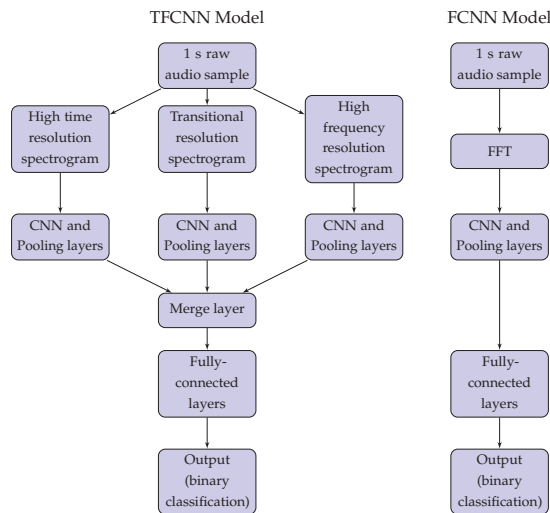 TFCNN Model
1 s raw
audio sample
High time
resolution
spectrogram
Transitional
resolution
spectrogram
High
frequency
resolution
spectrogram
CNN and
Pooling layers
CNN and
Pooling layers
CNN and
Pooling layers
Merge layer
Fully-
connected
layers
Output
(binary
classification)
FCNN Model
1 s raw
audio sample
FFT
CNN and
Pooling layers
Fully-
connected
layers
Output
(binary
classification)